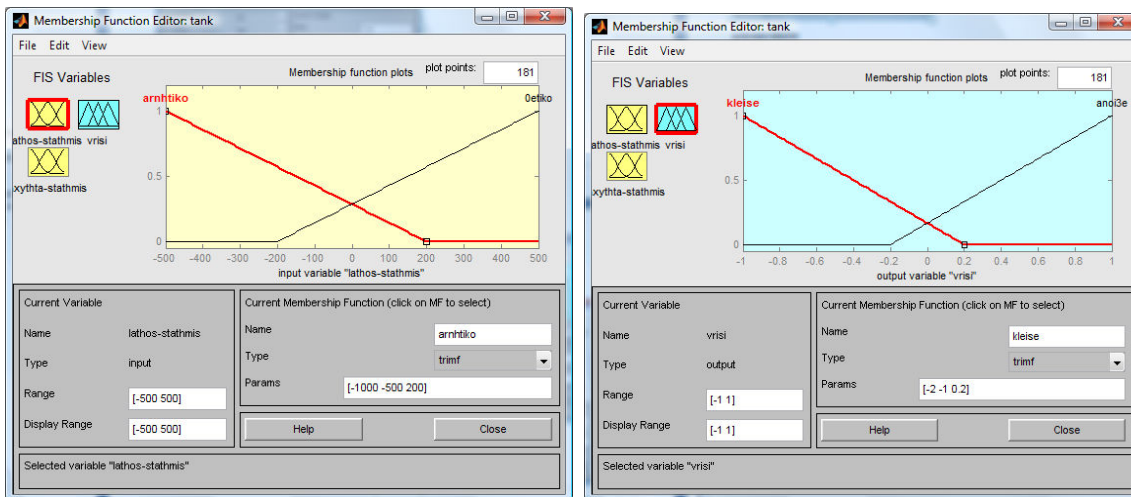 Membership Function Editor: tank
File Edit View
FIS Variables
Membership function plots
plot points:
181
arnhtiko
0etiko
1
0.5
0
-500 -400 -300 -200 -100 0 100 200 300 400 500
input variable "lathos-stathmis"
athos-stathmis vrisi
xythta-stathmis
Current Variable
Name lathos-stathmis
Type input
Range [-500 500]
Display Range [-500 500]
Current Membership Function (click on MF to select)
Name arnhtiko
Type trimf
Params [-1000 -500 200]
Help Close
Selected variable "lathos-stathmis"
Membership Function Editor: tank
File Edit View
FIS Variables
Membership function plots
plot points:
181
kleise
anoi3e
1
0.5
0
-1 -0.8 -0.6 -0.4 -0.2 0 0.2 0.4 0.6 0.8 1
output variable "vrisi"
athos-stathmis vrisi
xythta-stathmis
Current Variable
Name vrisi
Type output
Range [-1 1]
Display Range [-1 1]
Current Membership Function (click on MF to select)
Name kleise
Type trimf
Params [-2 -1 0.2]
Help Close
Selected variable "vrisi"